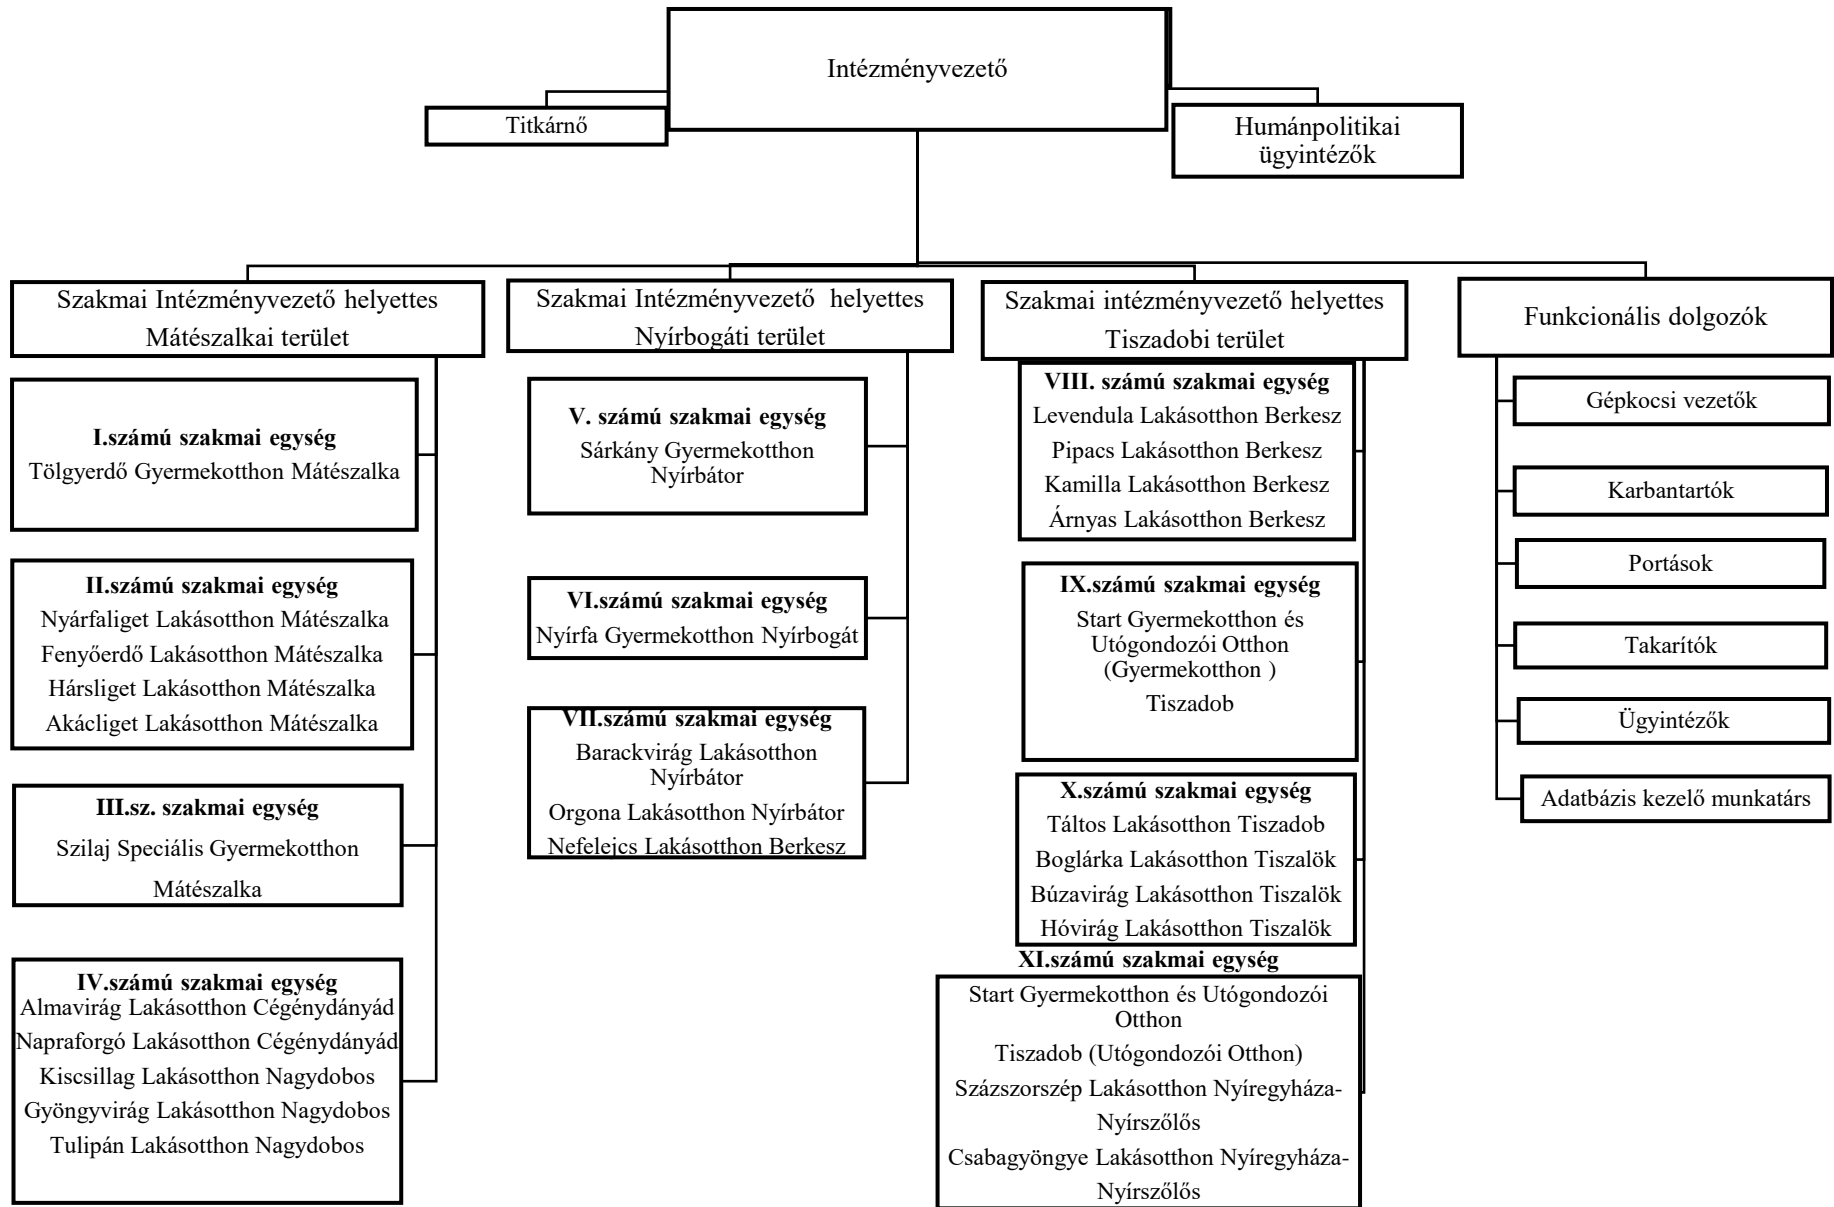 Intézményvezető
Titkárnő
Humánpolitikai
ügyintézők
Szakmai Intézményvezető helyettes
Mátészalkai terület
I.számú szakmai egység
Tölgyerdő Gyermekotthon Mátészalka
II.számú szakmai egység
Nyárfaliget Lakásotthon Mátészalka
Fenyőerdő Lakásotthon Mátészalka
Hársliget Lakásotthon Mátészalka
Akácliget Lakásotthon Mátészalka
III.sz. szakmai egység
Szilaj Speciális Gyermekotthon
Mátészalka
IV.számú szakmai egység
Almavirág Lakásotthon Cégénydányád
Napraforgó Lakásotthon Cégénydányád
Kiscsillag Lakásotthon Nagydobos
Gyöngyvirág Lakásotthon Nagydobos
Tulipán Lakásotthon Nagydobos
Szakmai Intézményvezető helyettes
Nyírbogáti terület
V. számú szakmai egység
Sárkány Gyermekotthon
Nyírbátor
VI.számú szakmai egység
Nyírfa Gyermekotthon Nyírbogát
VII.számú szakmai egység
Barackvirág Lakásotthon
Nyírbátor
Orgona Lakásotthon Nyírbátor
Nefelejcs Lakásotthon Berkesz
Szakmai intézményvezető helyettes
Tiszadobi terület
VIII. számú szakmai egység
Levendula Lakásotthon Berkesz
Pipacs Lakásotthon Berkesz
Kamilla Lakásotthon Berkesz
Árnyas Lakásotthon Berkesz
IX.számú szakmai egység
Start Gyermekotthon és
Utógondozói Otthon
(Gyermekotthon )
Tiszadob
X.számú szakmai egység
Táltos Lakásotthon Tiszadob
Boglárka Lakásotthon Tiszalök
Búzavirág Lakásotthon Tiszalök
Hóvirág Lakásotthon Tiszalök
XI.számú szakmai egység
Start Gyermekotthon és Utógondozói
Otthon
Tiszadob (Utógondozói Otthon)
Százszorszép Lakásotthon Nyíregyháza-
Nyírszőlős
Csabagyöngye Lakásotthon Nyíregyháza-
Nyírszőlős
Funkcionális dolgozók
Gépkocsi vezetők
Karbantartók
Portások
Takarítók
Ügyintézők
Adatbázis kezelő munkatárs